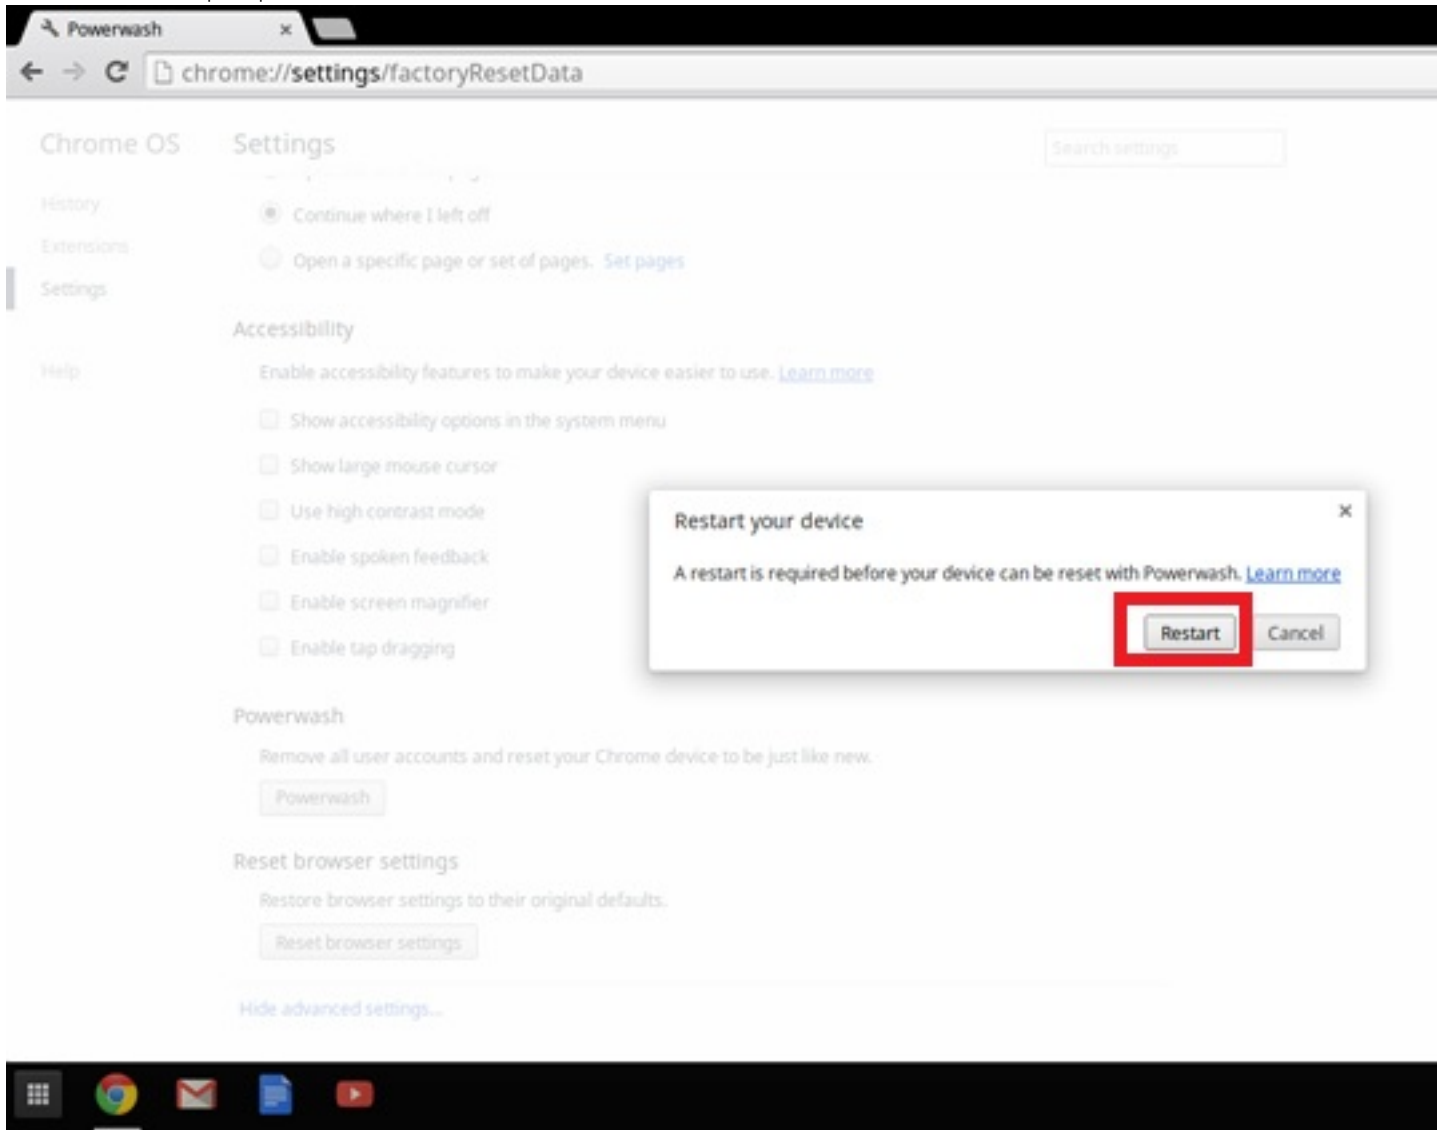 Powerwash
chrome://settings/factoryResetData
Chrome OS
Settings
Search settings
History
Continue where I left off
Extensions
Open a specific page or set of pages. Set pages
Settings
Accessibility
Help
Enable accessibility features to make your device easier to use. Learn more
Show accessibility options in the system menu
Show large mouse cursor
Use high contrast mode
Enable spoken feedback
Enable screen magnifier
Enable tap dragging
Restart your device
A restart is required before your device can be reset with Powerwash. Learn more
Restart
Cancel
Powerwash
Remove all user accounts and reset your Chrome device to be just like new.
Powerwash
Reset browser settings
Restore browser settings to their original defaults.
Reset browser settings
Hide advanced settings...